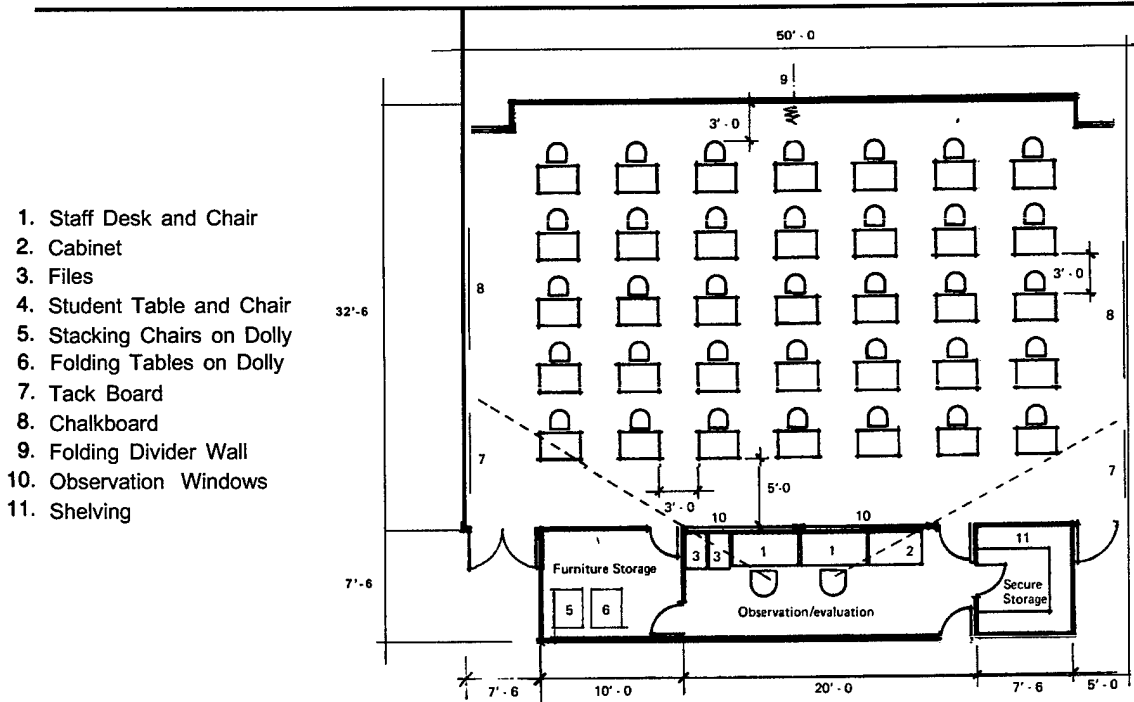 50'-0
9
3'-0
1. Staff Desk and Chair
2. Cabinet
3. Files
4. Student Table and Chair
5. Stacking Chairs on Dolly
6. Folding Tables on Dolly
7. Tack Board
8. Chalkboard
9. Folding Divider Wall
10. Observation Windows
11. Shelving
3'-0
8
32'-6
8
7
7
5'-0
3'-0
10
10
11
3
3
1
1
2
Furniture Storage
7'-6
Secure
Storage
5
6
Observation/evaluation
7'-6
10'-0
20'-0
7'-6
5'-0